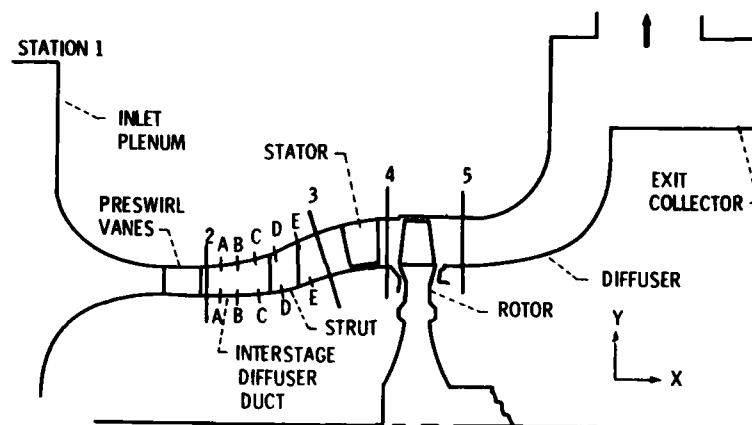 STATION 1
INLET
PLENUM
PRESWIRL
VANES
STATOR
2
A
B
C
D
E
3
4
5
EXIT
COLLECTOR
DIFFUSER
A
B
C
D
E
STRUT
ROTOR
INTERSTAGE
DIFFUSER
DUCT
Y
X